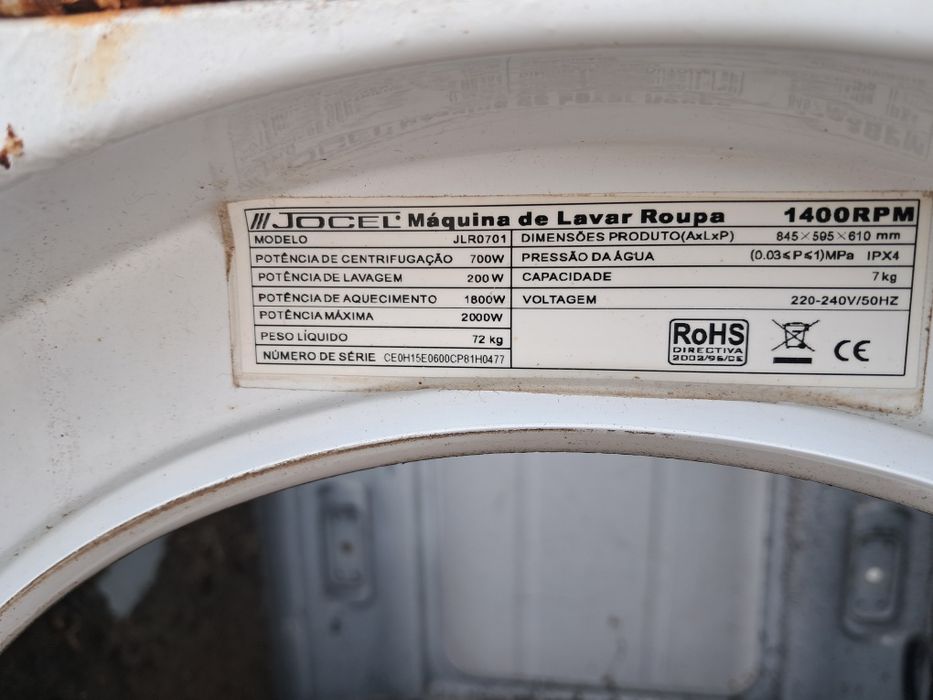 JOCEL® Máquina de Lavar Roupa 1400RPM
MODELO JLR0701
POTÊNCIA DE CENTRIFUGAÇÃO 700W
POTÊNCIA DE LAVAGEM 200W
POTÊNCIA DE AQUECIMENTO 1800W
POTÊNCIA MÁXIMA 2000W
PESO LÍQUIDO 72 kg
NÚMERO DE SÉRIE CE0H15E0600CP81H0477
DIMENSÕES PRODUTO(AxLxP) 845×595×610 mm
PRESSÃO DA ÁGUA (0.03≤P≤1)MPa IPX4
CAPACIDADE 7kg
VOLTAGEM 220-240V/50HZ
RoHS
DIRECTIVA
2002/95/CE
CE